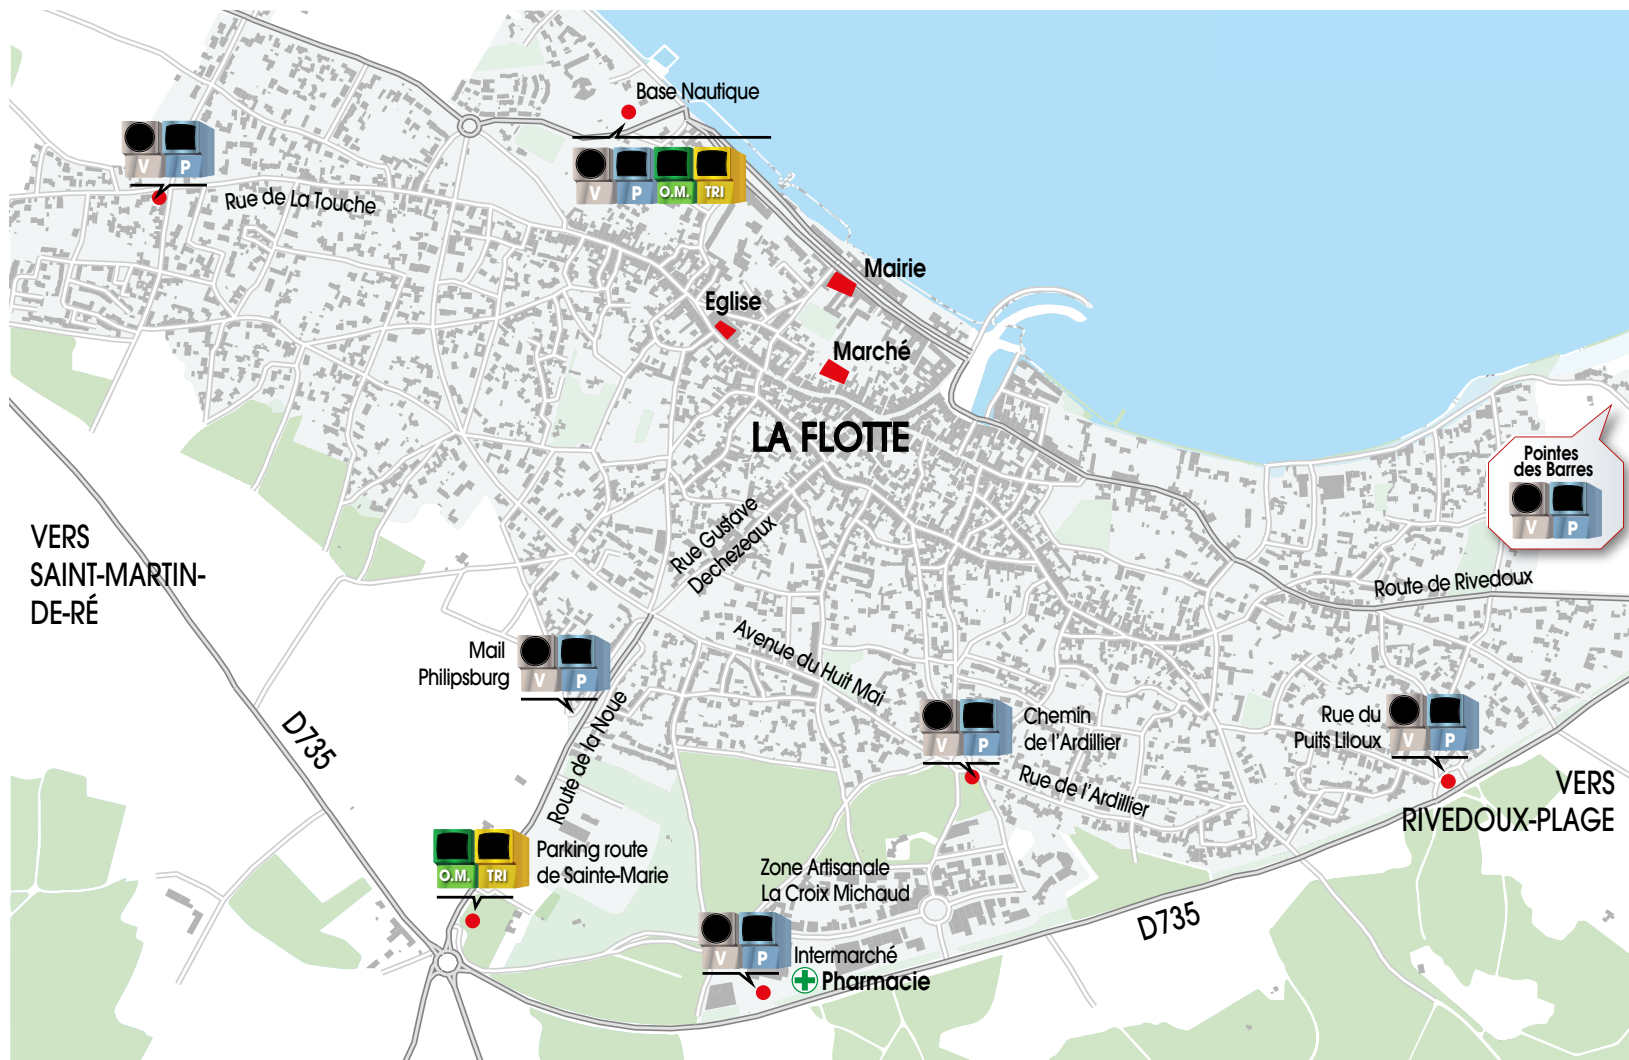 Base Nautique
V P
V P O.M. TRI
Rue de La Touche
Mairie
Eglise
Marché
LA FLOTTE
Pointes
des Barres
V P
VERS
SAINT-MARTIN-
DE-RÉ
Rue Gustave
Dechezeaux
Route de Rivedoux
Mail
Philipsburg
V P
Avenue du Huit Mai
D735
Route de la Noue
V P
Chemin
de l'Ardillier
Rue de l'Ardillier
Rue du
Puits Liloux
V P
VERS
RIVEDOUX-PLAGE
O.M. TRI
Parking route
de Sainte-Marie
Zone Artisanale
La Croix Michaud
D735
V P
Intermarché
Pharmacie